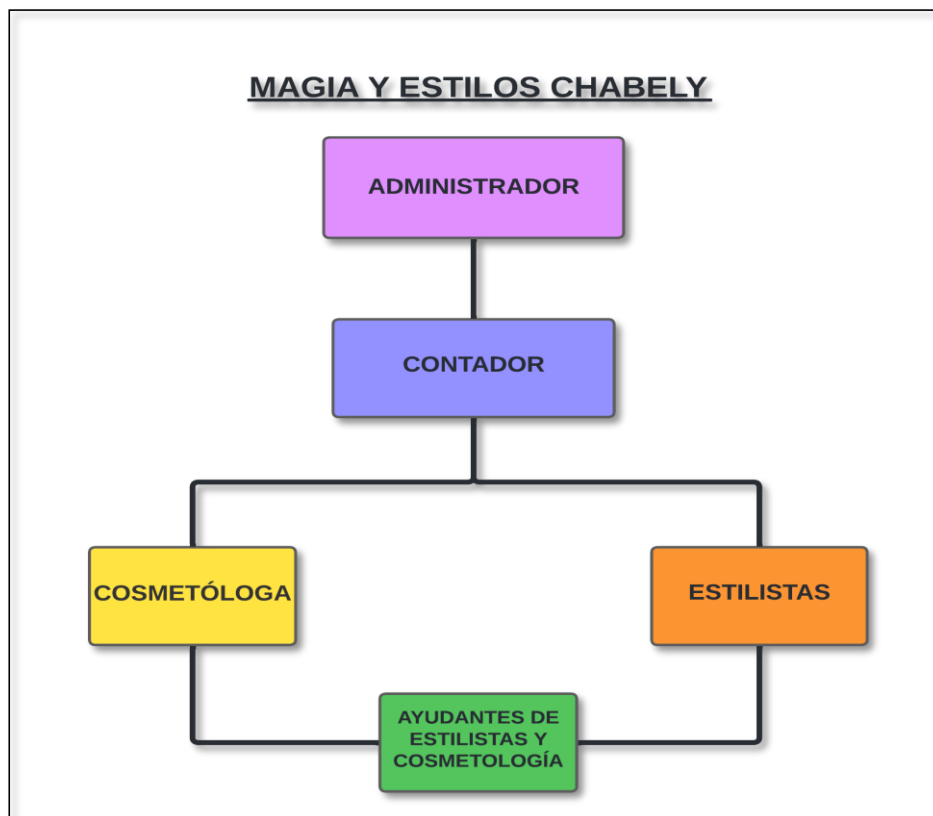 MAGIA Y ESTILOS CHABELY
ADMINISTRADOR
CONTADOR
COSMETÓLOGA
ESTILISTAS
AYUDANTES DE
ESTILISTAS Y
COSMETOLOGÍA